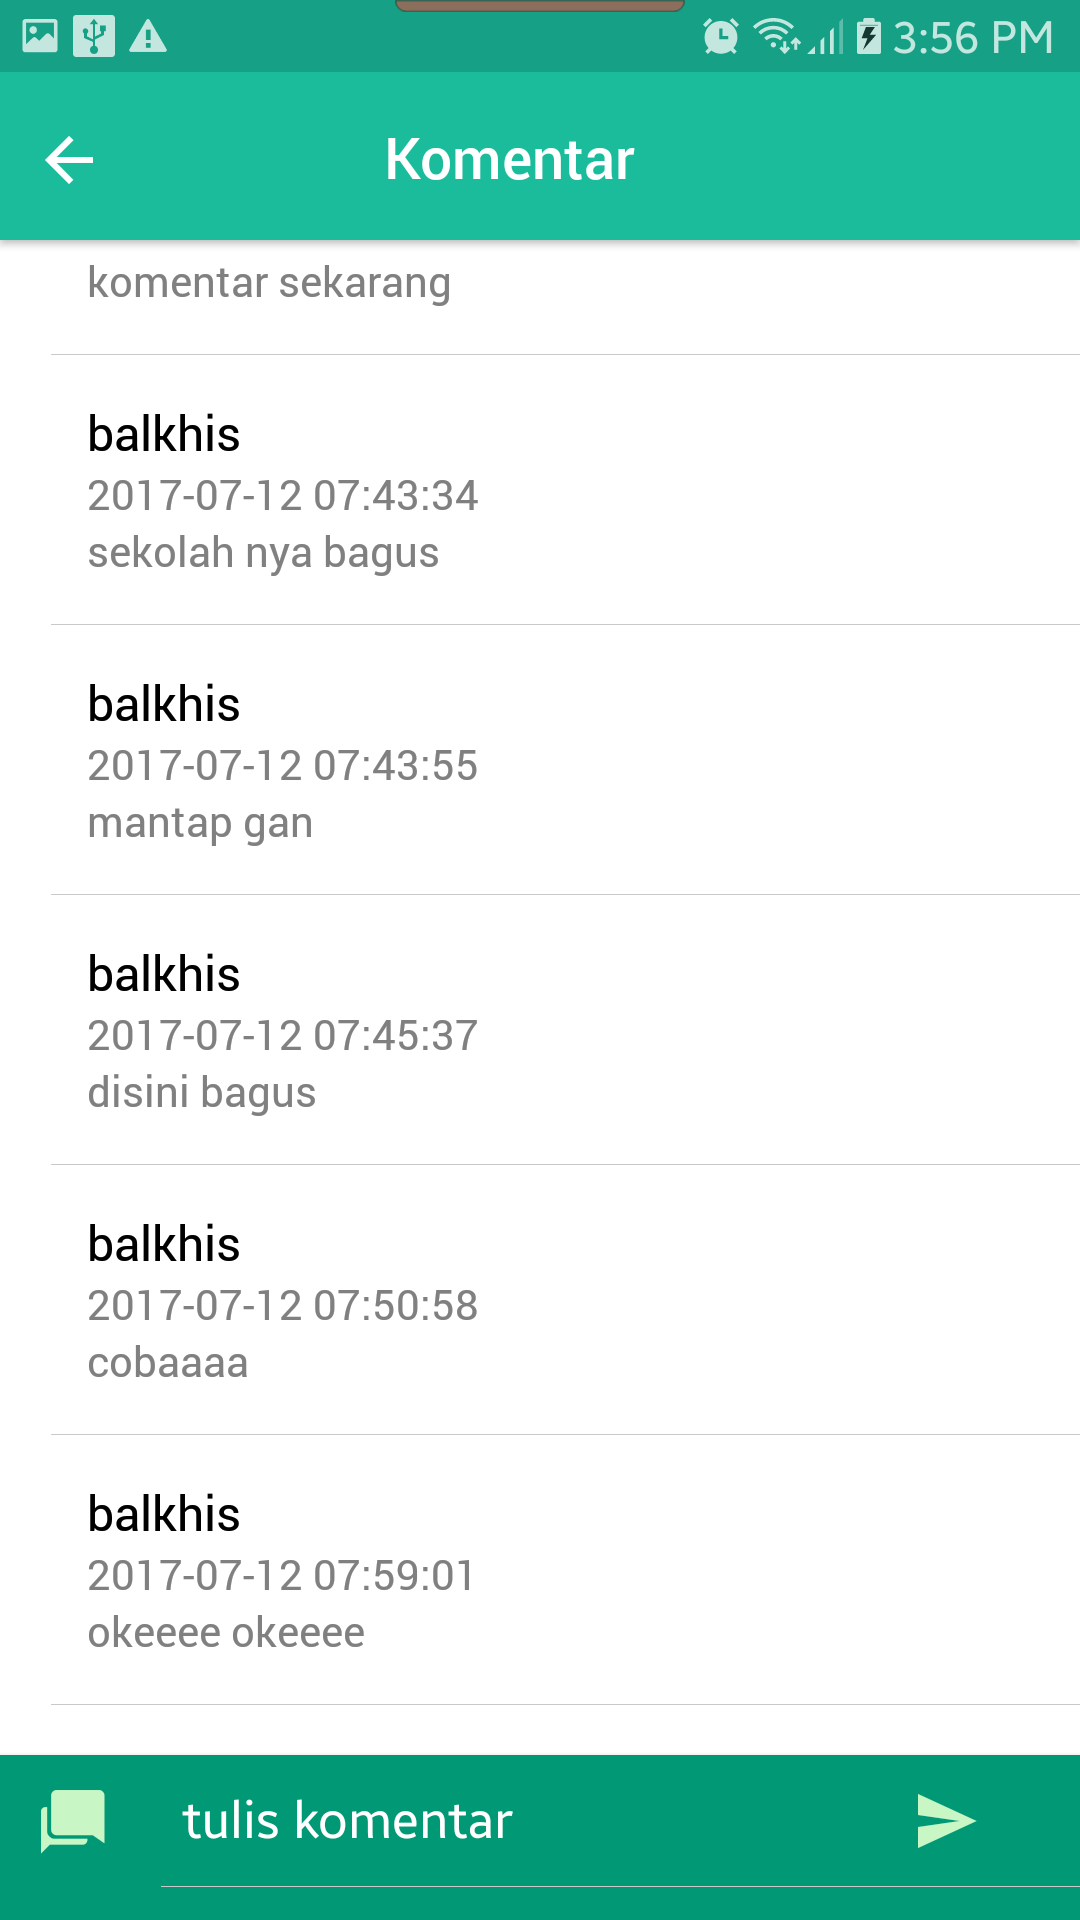 3:56 PM
Komentar
komentar sekarang
balkhis
2017-07-12 07:43:34
sekolah nya bagus
balkhis
2017-07-12 07:43:55
mantap gan
balkhis
2017-07-12 07:45:37
disini bagus
balkhis
2017-07-12 07:50:58
cobaaaa
balkhis
2017-07-12 07:59:01
okeeee okeeee
tulis komentar